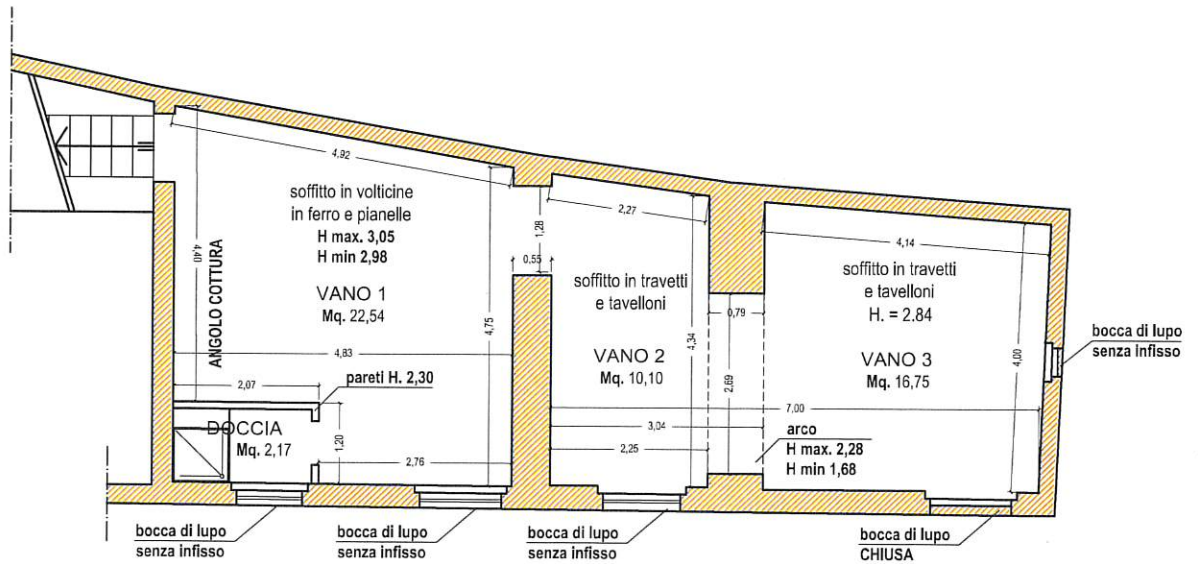 4,92
soffitto in volticine
in ferro e pianelle
H max. 3,05
H min 2,98
VANO 1
Mq. 22,54
4,40
ANGOLO COTTURA
4,83
4,75
2,07
pareti H. 2,30
DOCCIA
Mq. 2,17
1,20
2,76
1,28
0,55
2,27
soffitto in travetti
e tavelloni
VANO 2
Mq. 10,10
4,34
0,79
2,69
7,00
3,04
2,25
arco
H max. 2,28
H min 1,68
4,14
soffitto in travetti
e tavelloni
H. = 2.84
VANO 3
Mq. 16,75
4,00
bocca di lupo
senza infisso
bocca di lupo
senza infisso
bocca di lupo
senza infisso
bocca di lupo
senza infisso
bocca di lupo
CHIUSA